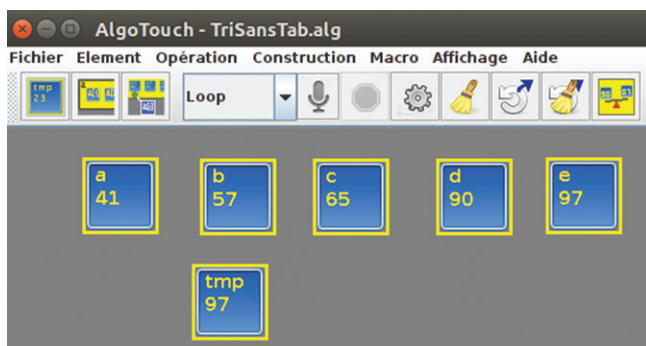 AlgoTouch - TriSansTab.alg
Fichier Element Opération Construction Macro Affichage Aide
tmp
23
a
Loop
a b c d e
41 57 65 90 97
tmp
97